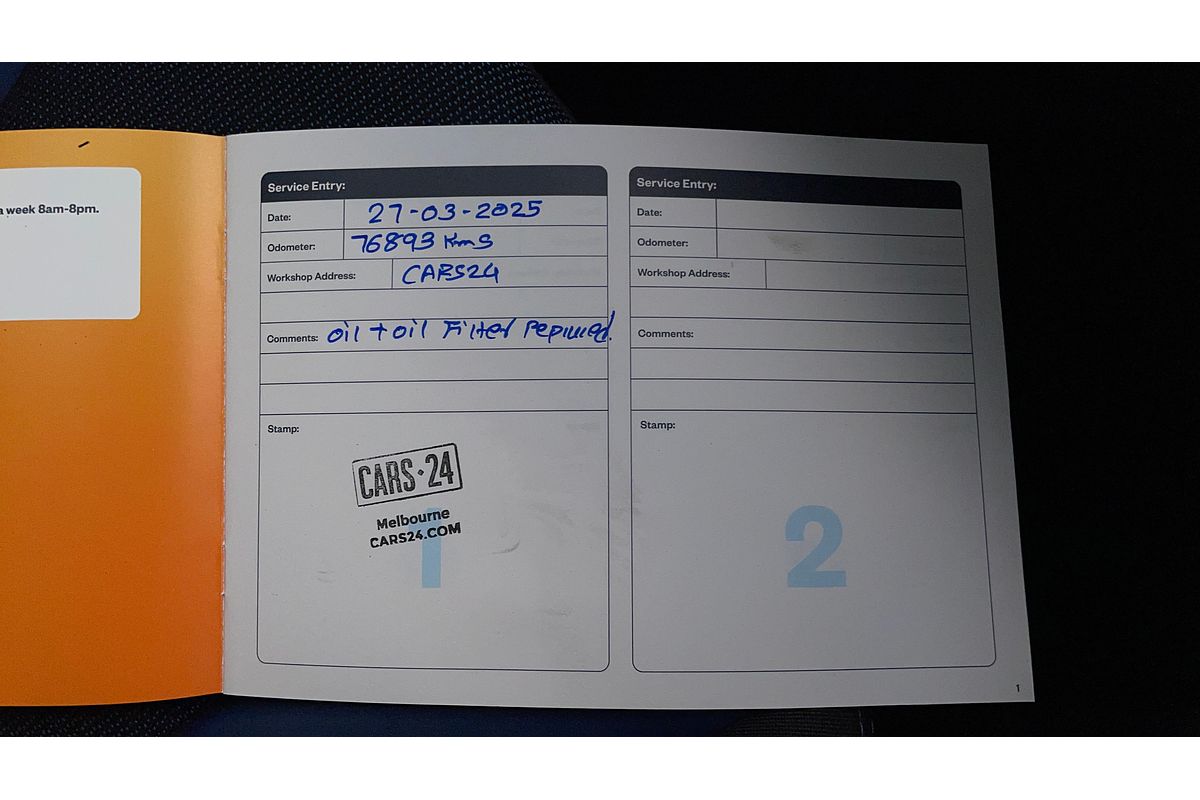 a week 8am-8pm.
Service Entry:
Date: 27-03-2025
Odometer: 76893 Kms
Workshop Address: CARS24
Comments: oil + oil Filter
Stamp:
CARS·24
Melbourne
CARS24.COM
1
Service Entry:
Date:
Odometer:
Workshop Address:
Comments:
Stamp:
2
1